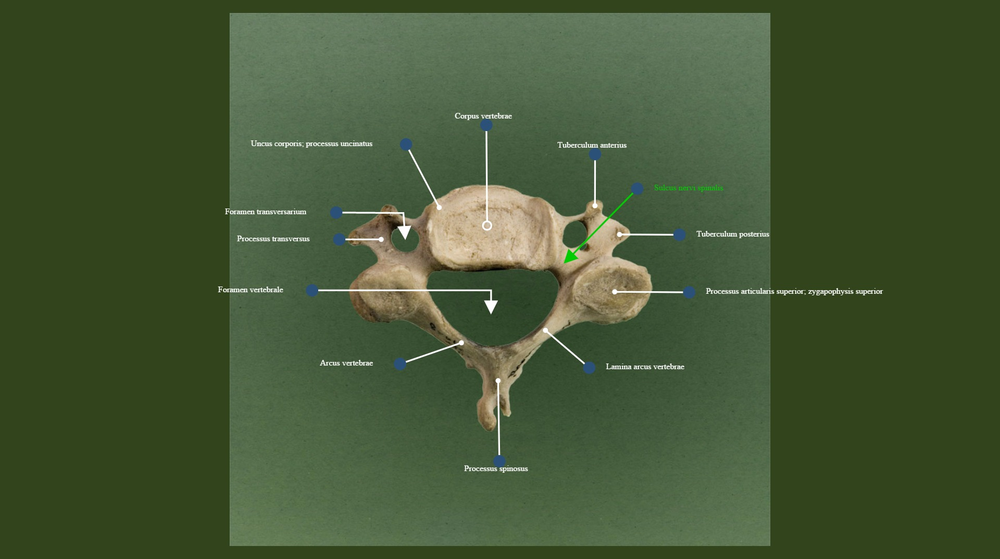 Corpus vertebrae
Uncus corporis; processus uncinatus
Tuberculum anterius
Sulcus nervi spinalis
Foramen transversarium
Tuberculum posterius
Processus transversus
Foramen vertebrale
Processus articularis superior; zygapophysis superior
Arcus vertebrae
Lamina arcus vertebrae
Processus spinosus